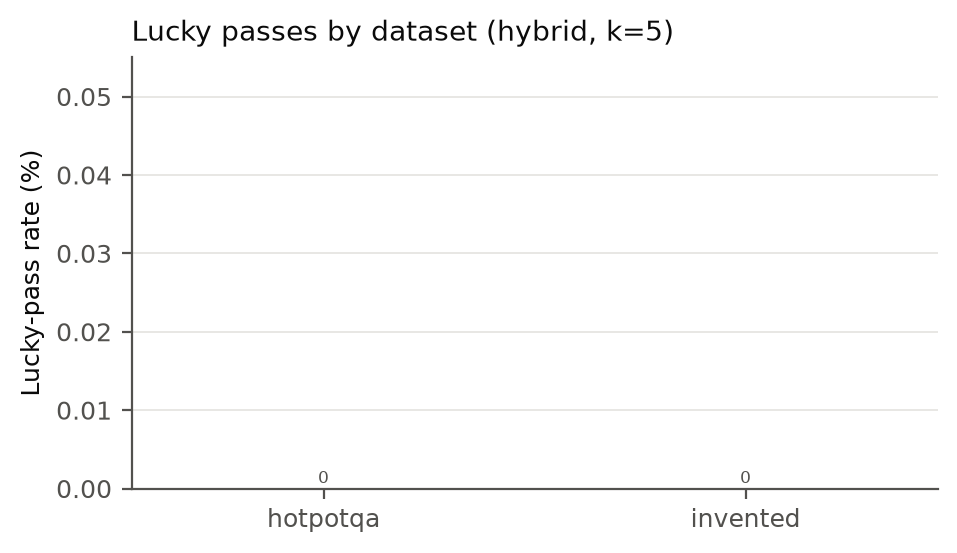 Lucky passes by dataset (hybrid, k=5)
Lucky-pass rate (%)
0.05
0.04
0.03
0.02
0.01
0.00
0
0
hotpotqa
invented